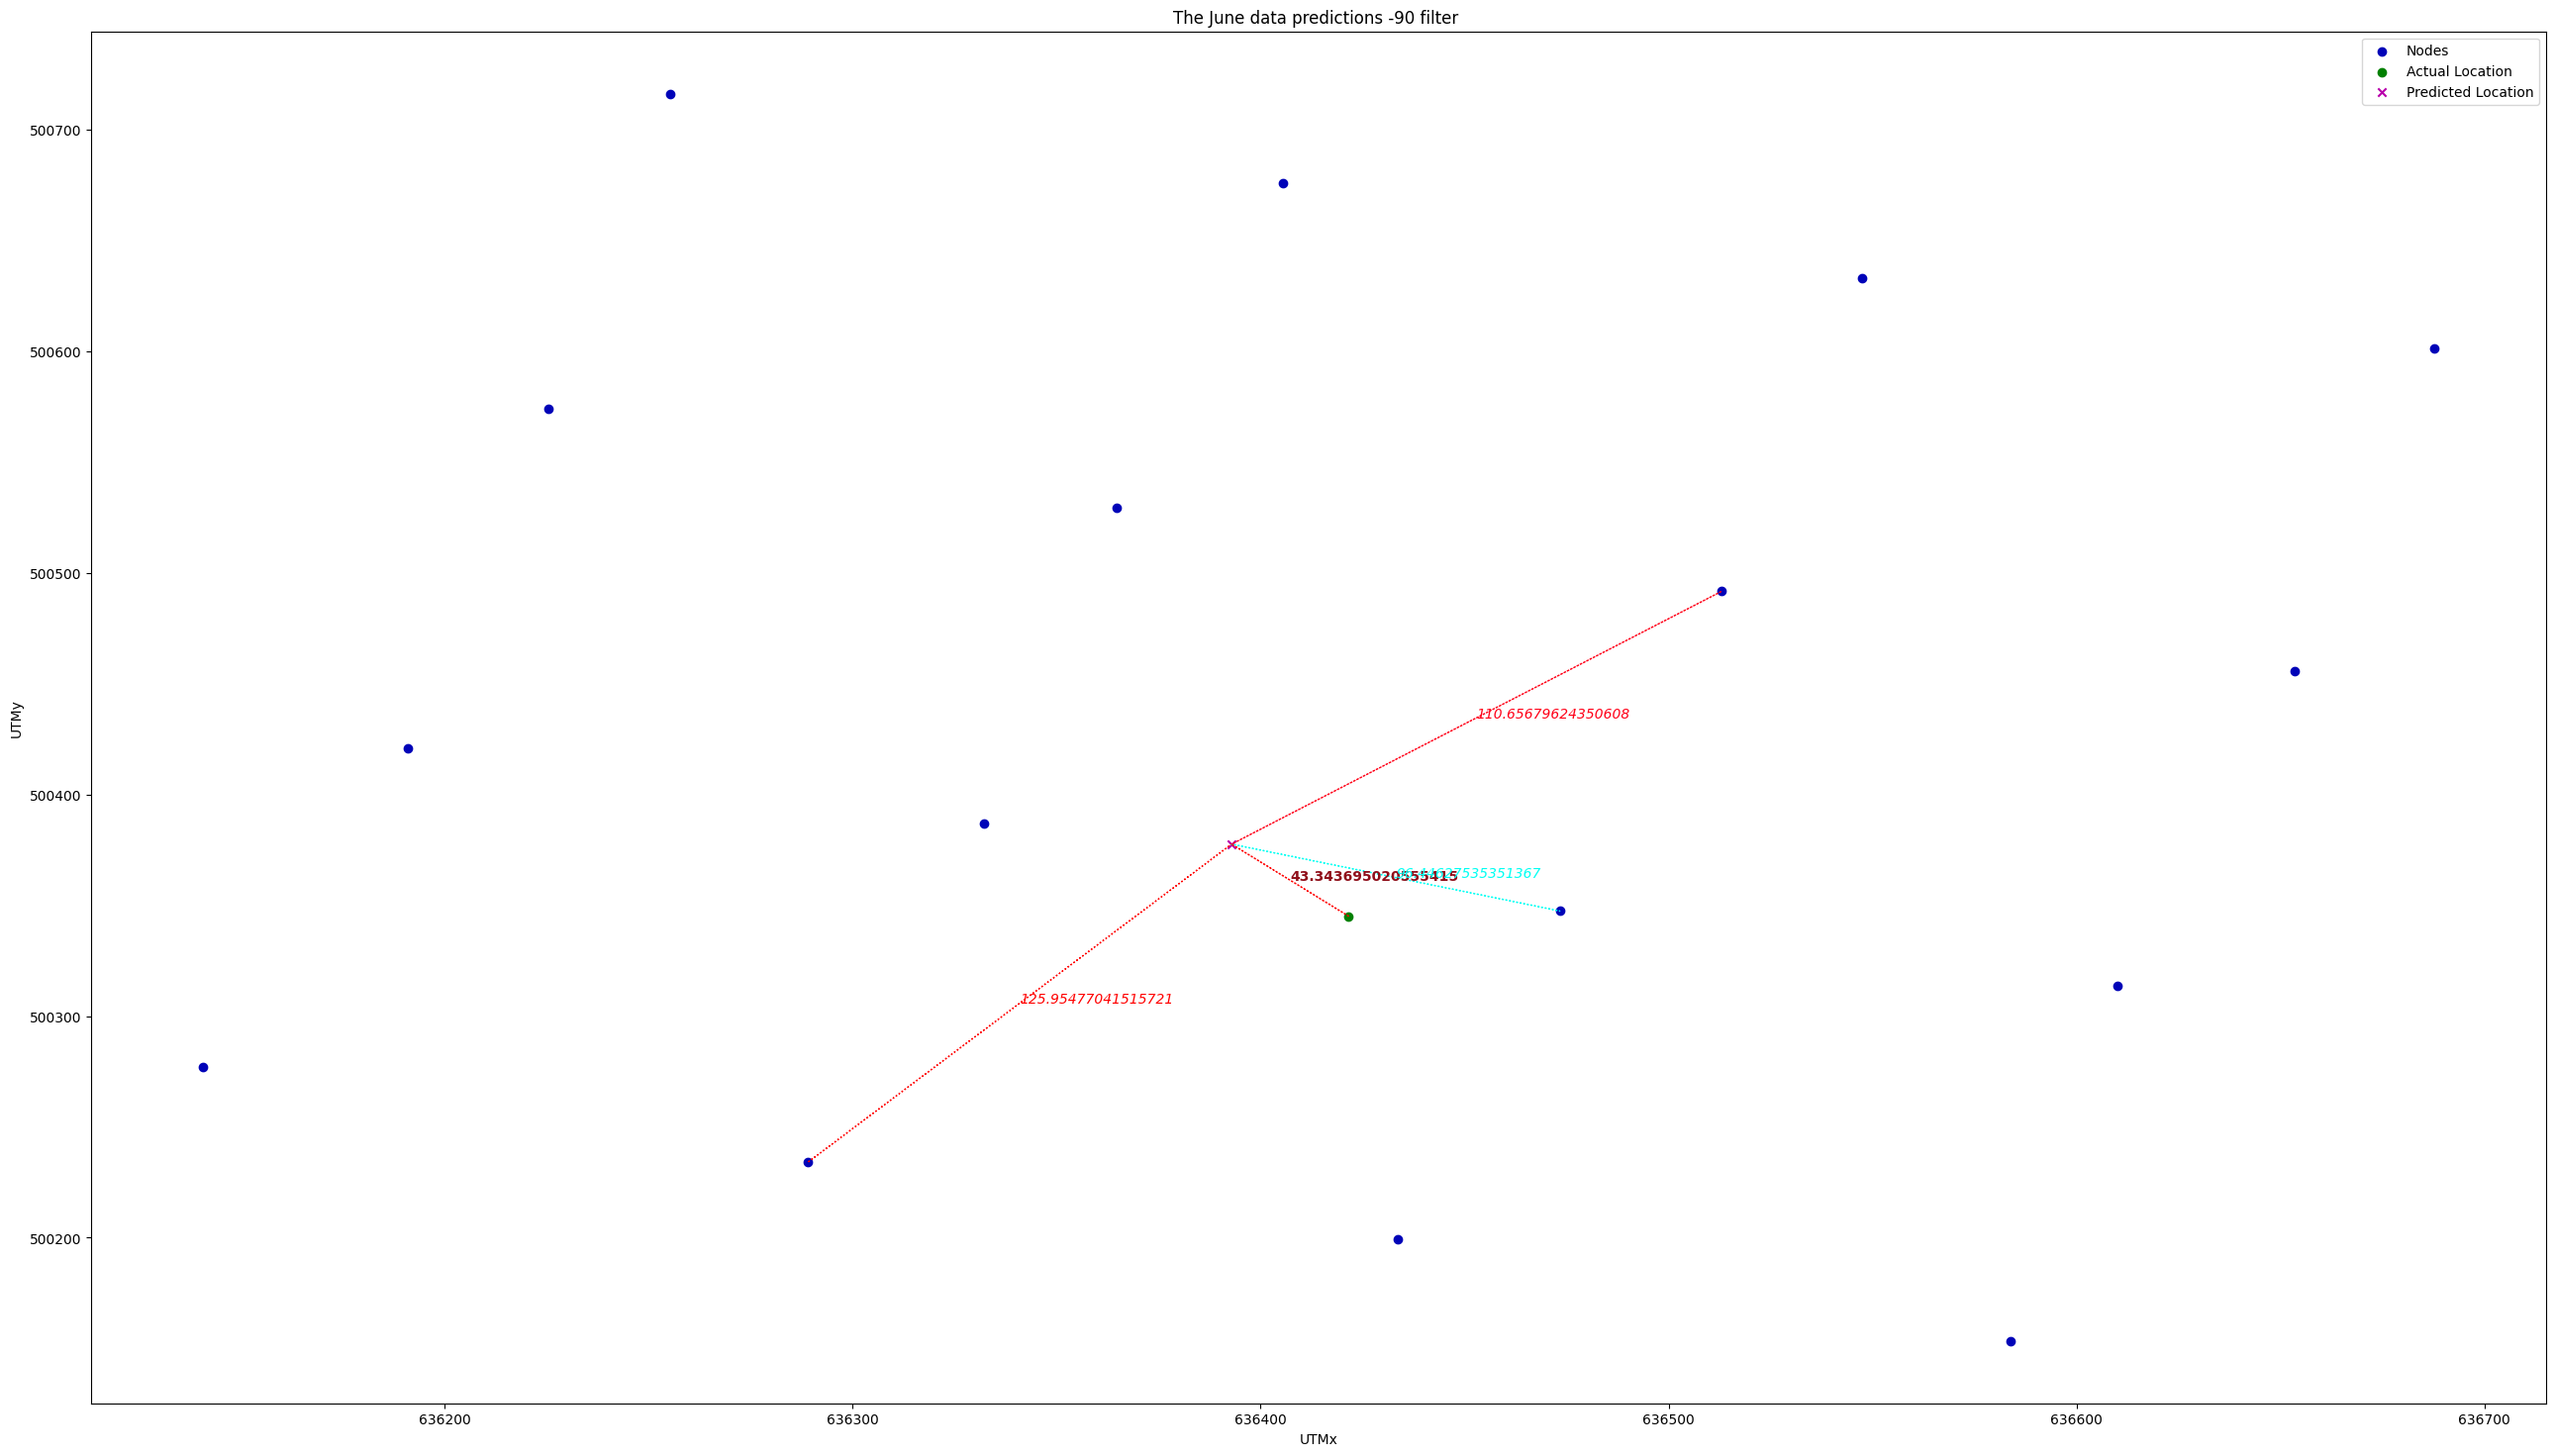 The June data predictions -90 filter
Nodes
Actual Location
Predicted Location
500700
500600
500500
500400
500300
500200
UTMy
110.65679624350608
43.343695020555415
125.95477041515721
636200
636300
636400
636500
636600
636700
UTMx